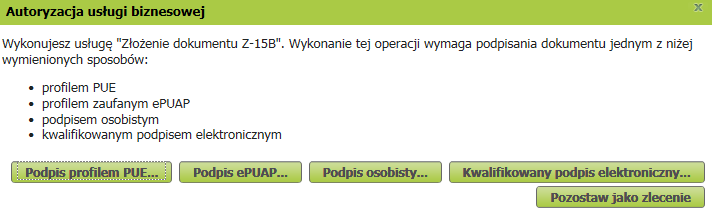 Autoryzacja usługi biznesowej
Wykonujesz usługę "Złożenie dokumentu Z-15B". Wykonanie tej operacji wymaga podpisania dokumentu jednym z niżej
wymienionych sposobów:
• profilem PUE
• profilem zaufanym ePUAP
• podpisem osobistym
• kwalifikowanym podpisem elektronicznym
Podpis profilem PUE... Podpis ePUAP... Podpis osobisty... Kwalifikowany podpis elektroniczny...
Pozostaw jako zlecenie